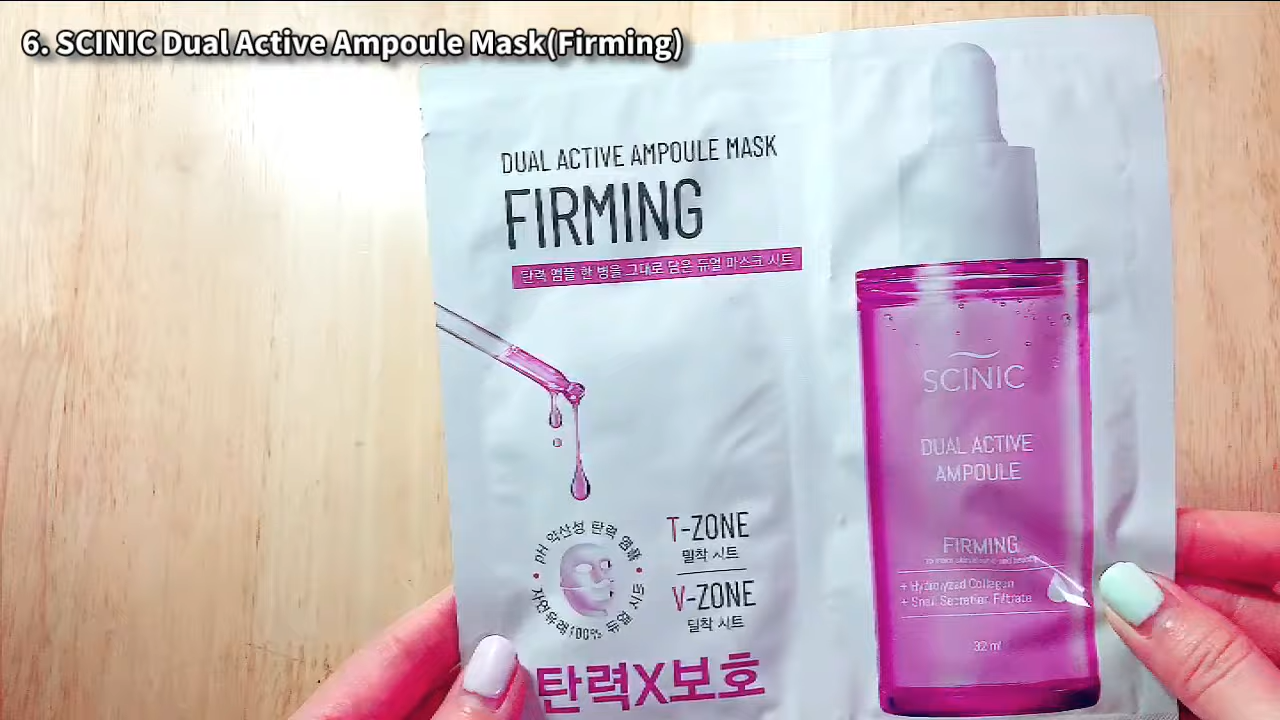 6. SCINIC Dual Active Ampoule Mask(Firming)
DUAL ACTIVE AMPOULE MASK
FIRMING
탄력 앰플 한 병을 그대로 담은 듀얼 마스크 시트
pH 약산성 탄력 앰플
자연유래 100% 듀얼 시트
T-ZONE
밀착 시트
V-ZONE
밀착 시트
탄력X보호
SCINIC
DUAL ACTIVE
AMPOULE
FIRMING
+ Hydrolyzed Collagen
+ Snail Secretion Filtrate
32 ml